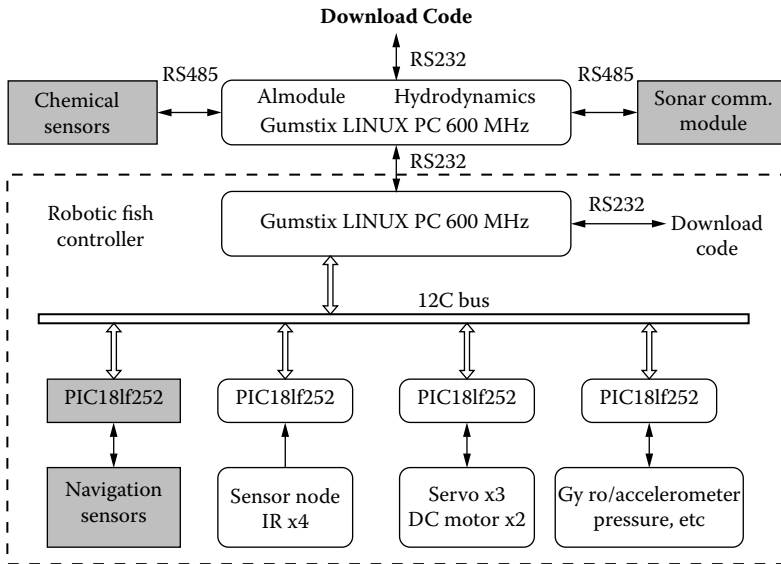 Download Code
RS232
RS485
RS485
Chemical
sensors
Almodule Hydrodynamics
Gumstix LINUX PC 600 MHz
Sonar comm.
module
RS232
Robotic fish
controller
Gumstix LINUX PC 600 MHz
RS232
Download
code
12C bus
PIC18lf252
PIC18lf252
PIC18lf252
PIC18lf252
Navigation
sensors
Sensor node
IR x4
Servo x3
DC motor x2
Gy ro/accelerometer
pressure, etc